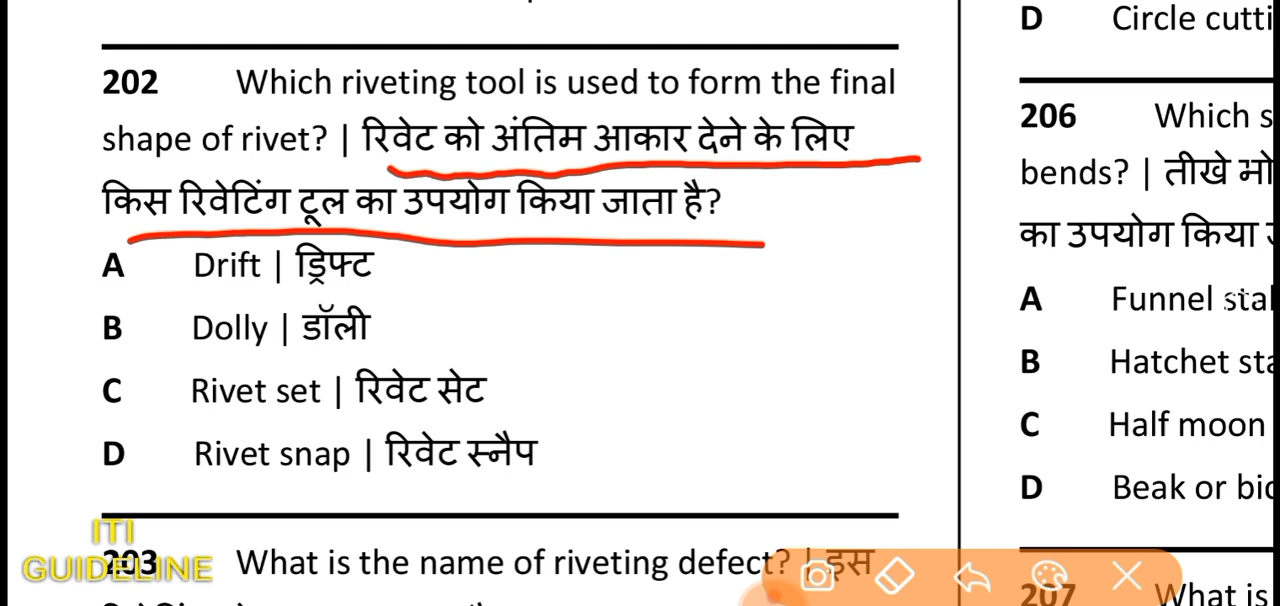 202 Which riveting tool is used to form the final
shape of rivet? | रिवेट को अंतिम आकार देने के लिए
किस रिवेटिंग टूल का उपयोग किया जाता है?
A Drift | ड्रिफ्ट
B Dolly | डॉली
C Rivet set | रिवेट सेट
D Rivet snap | रिवेट स्नैप
203 What is the name of riveting defect? | इस
ITI
GUIDELINE
D Circle cutti
206 Which s
bends? | तीखे मो
का उपयोग किया
A Funnel stal
B Hatchet sta
C Half moon
D Beak or bic
207 What is